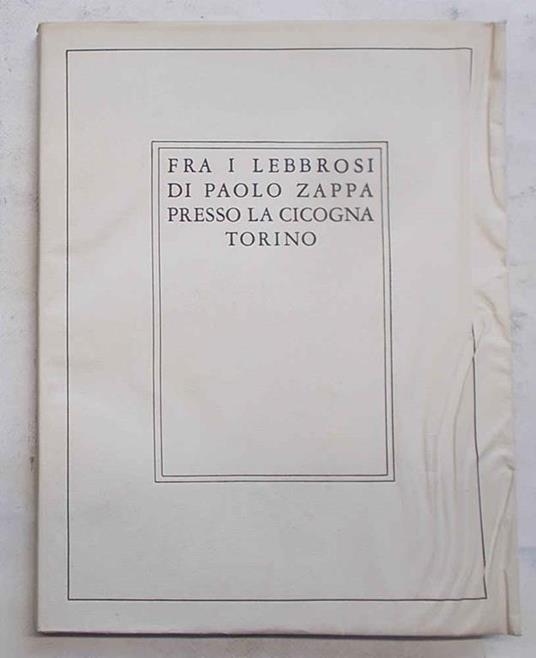 FRA I LEBBROSI
DI PAOLO ZAPPA
PRESSO LA CICOGNA
TORINO